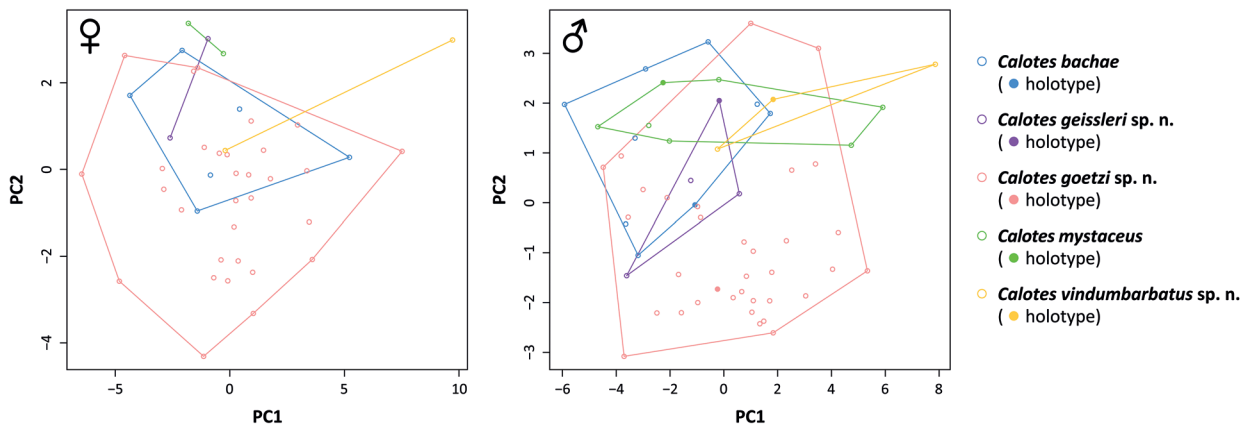 ♀
2
0
−2
−4
−5
0
5
10
PC1
PC2
♂
3
2
1
0
−1
−2
−3
−6
−4
−2
0
2
4
6
8
PC1
PC2
Calotes bachae
( holotype)
Calotes geissleri sp. n.
( holotype)
Calotes goetzi sp. n.
( holotype)
Calotes mystaceus
( holotype)
Calotes vindumbarbatus sp. n.
( holotype)